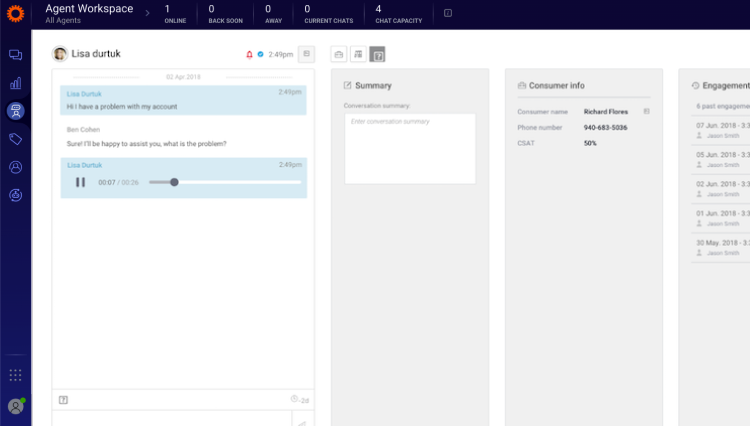 Agent Workspace
All Agents
1
ONLINE
0
BACK SOON
0
AWAY
0
CURRENT CHATS
4
CHAT CAPACITY
Lisa durtuk
2:49pm
02 Apr 2018
Lisa Durtuk
2:49pm
Hi I have a problem with my account
Ben Cohen
Sure! I'll be happy to assist you, what is the problem?
Lisa Durtuk
2:49pm
00:07 / 00:26
-2d
Summary
Conversation summary:
Enter conversation summary
Consumer info
Consumer name Richard Flores
Phone number 940-683-5036
CSAT 50%
Engagement
6 past engageme
07 Jun. 2018 - 3:3
Jason Smith
05 Jun. 2018 - 3:3
Jason Smith
02 Jun. 2018 - 3:3
Jason Smith
01 Jun. 2018 - 3:3
Jason Smith
30 May. 2018 - 3:3
Jason Smith